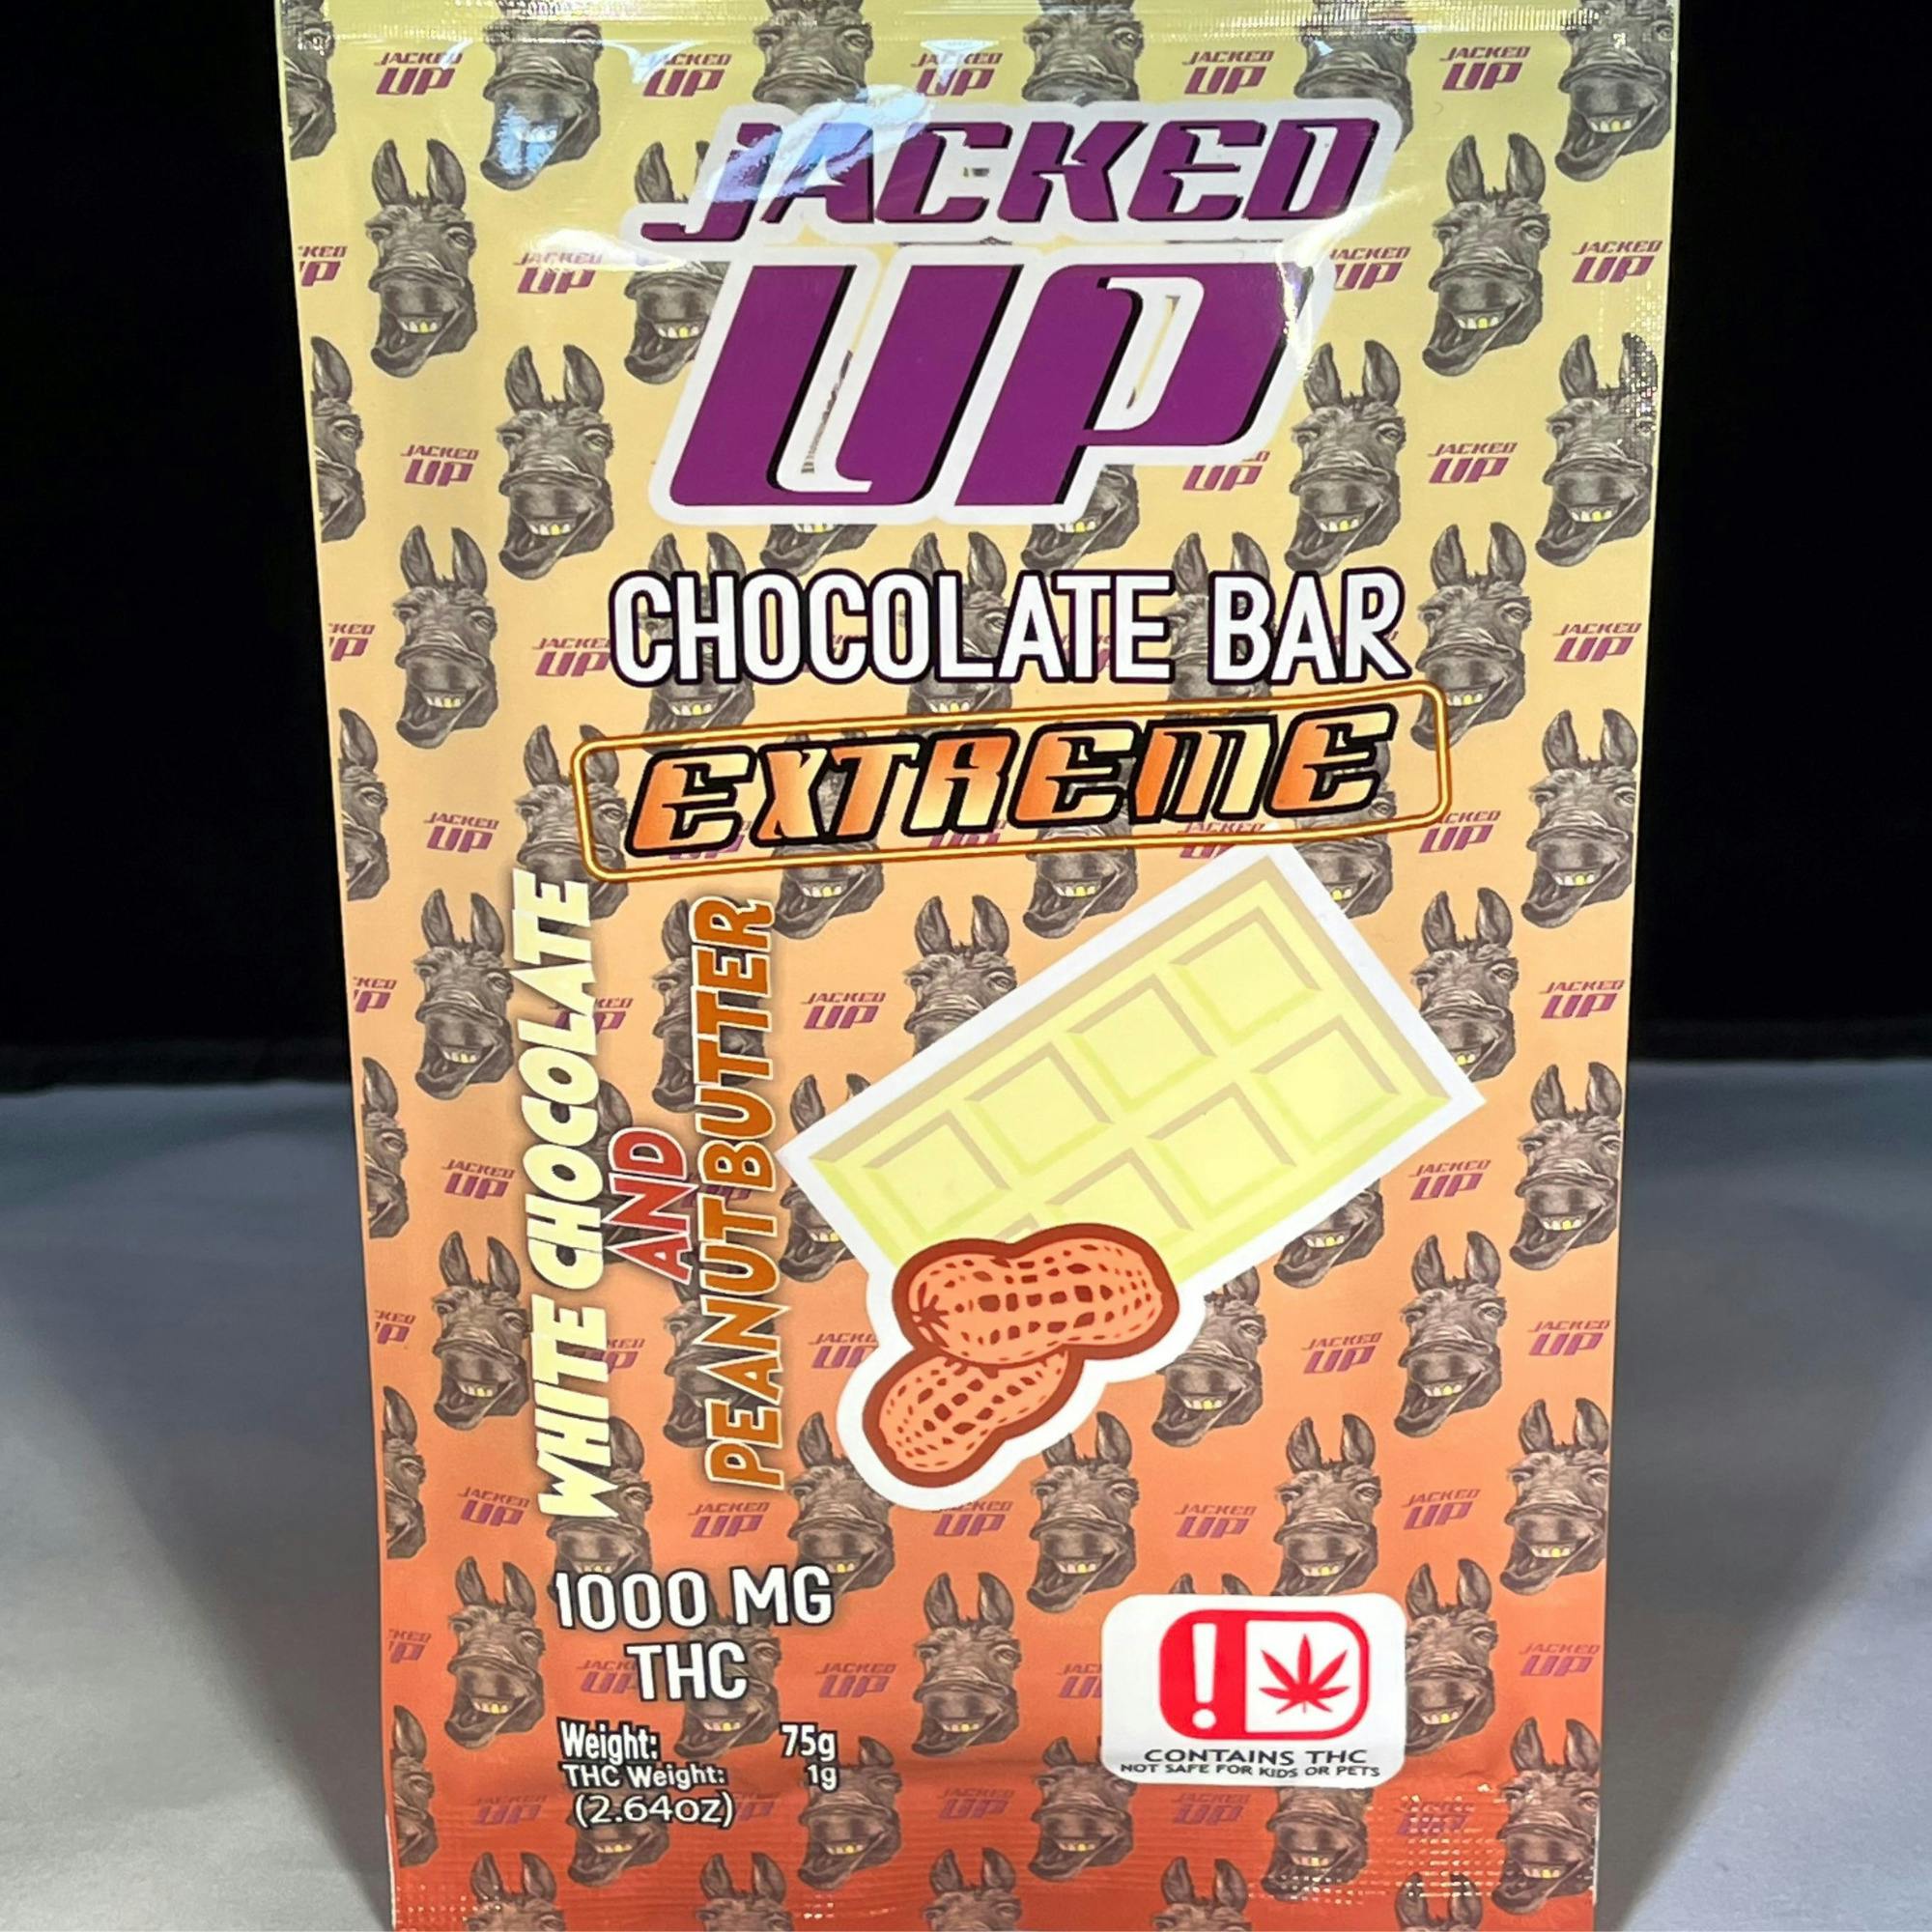 JACKED
UP
CHOCOLATE BAR
EXTREME
WHITE CHOCOLATE
AND
PEANUTBUTTER
1000 MG
THC
Weight: 75g
THC Weight: 1g
(2.64oz)
!
CONTAINS THC
NOT SAFE FOR KIDS OR PETS